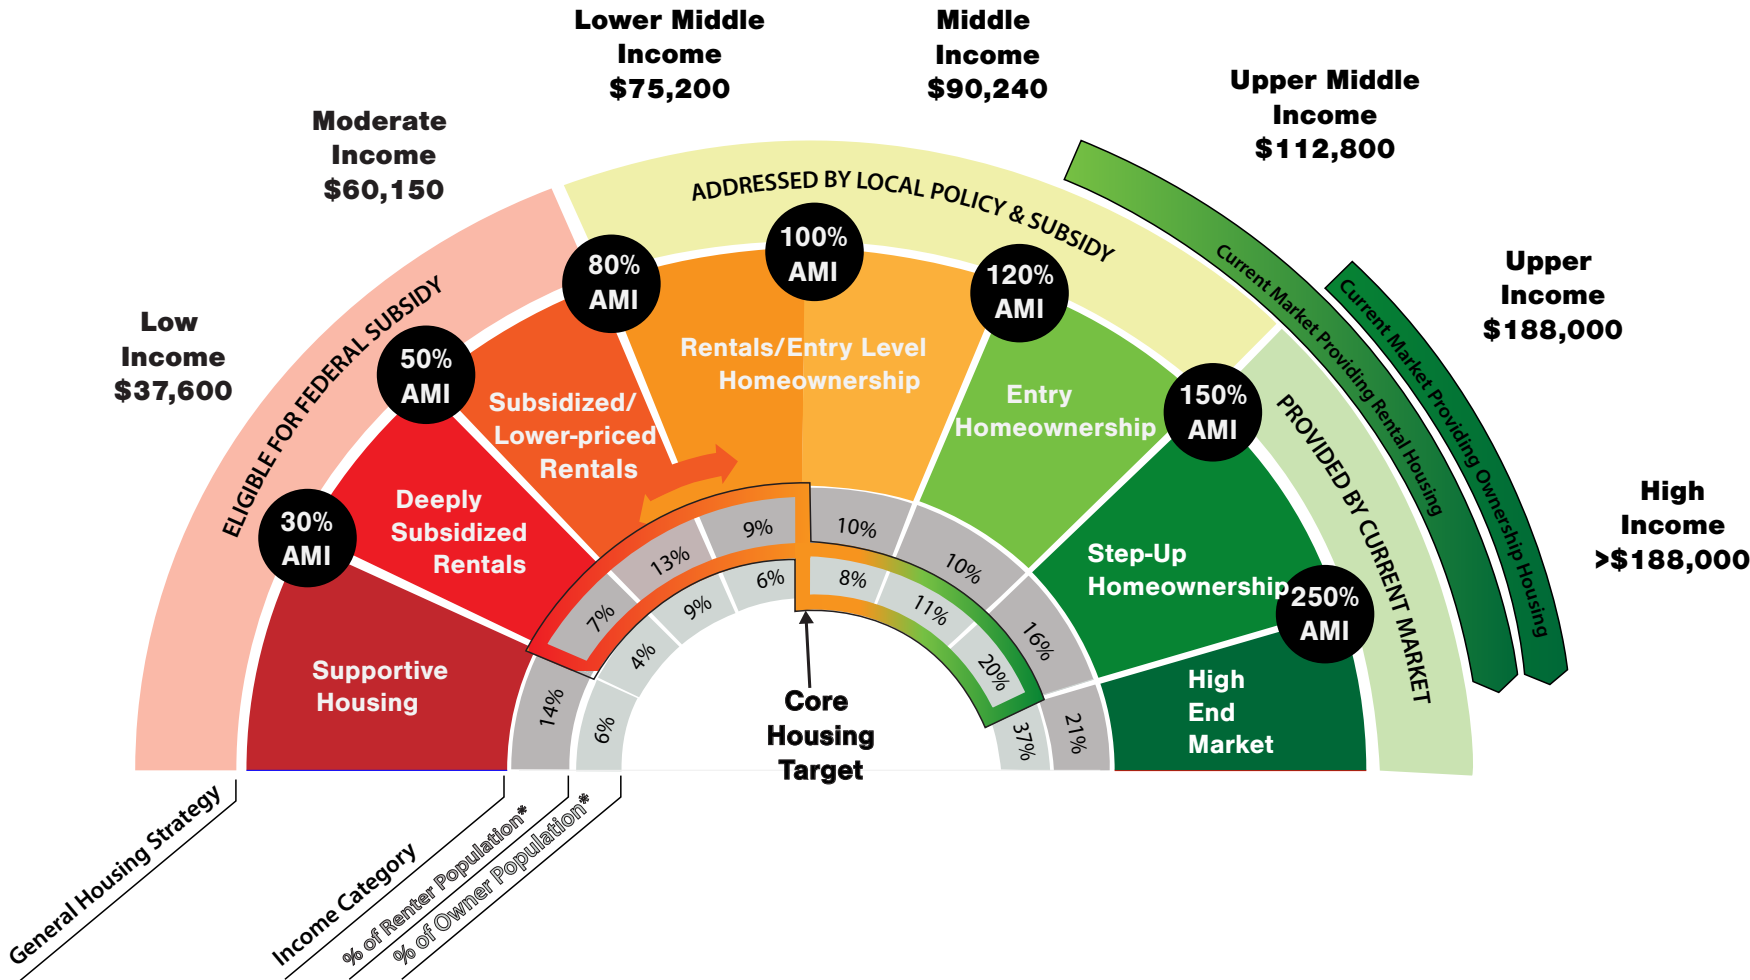 Lower Middle
Income
$75,200
Middle
Income
$90,240
Upper Middle
Income
$112,800
Moderate
Income
$60,150
Upper
Income
$188,000
Low
Income
$37,600
High
Income
>$188,000
ELIGIBLE FOR FEDERAL SUBSIDY
ADDRESSED BY LOCAL POLICY & SUBSIDY
PROVIDED BY CURRENT MARKET
Current Market Providing Rental Housing
Current Market Providing Ownership Housing
30%
AMI
50%
AMI
80%
AMI
100%
AMI
120%
AMI
150%
AMI
250%
AMI
Supportive
Housing
Deeply
Subsidized
Rentals
Subsidized/
Lower-priced
Rentals
Rentals/Entry Level
Homeownership
Entry
Homeownership
Step-Up
Homeownership
High
End
Market
14%
7%
13%
9%
10%
10%
16%
21%
6%
4%
9%
6%
8%
11%
20%
37%
Core
Housing
Target
General Housing Strategy
Income Category
% of Renter Population*
% of Owner Population*